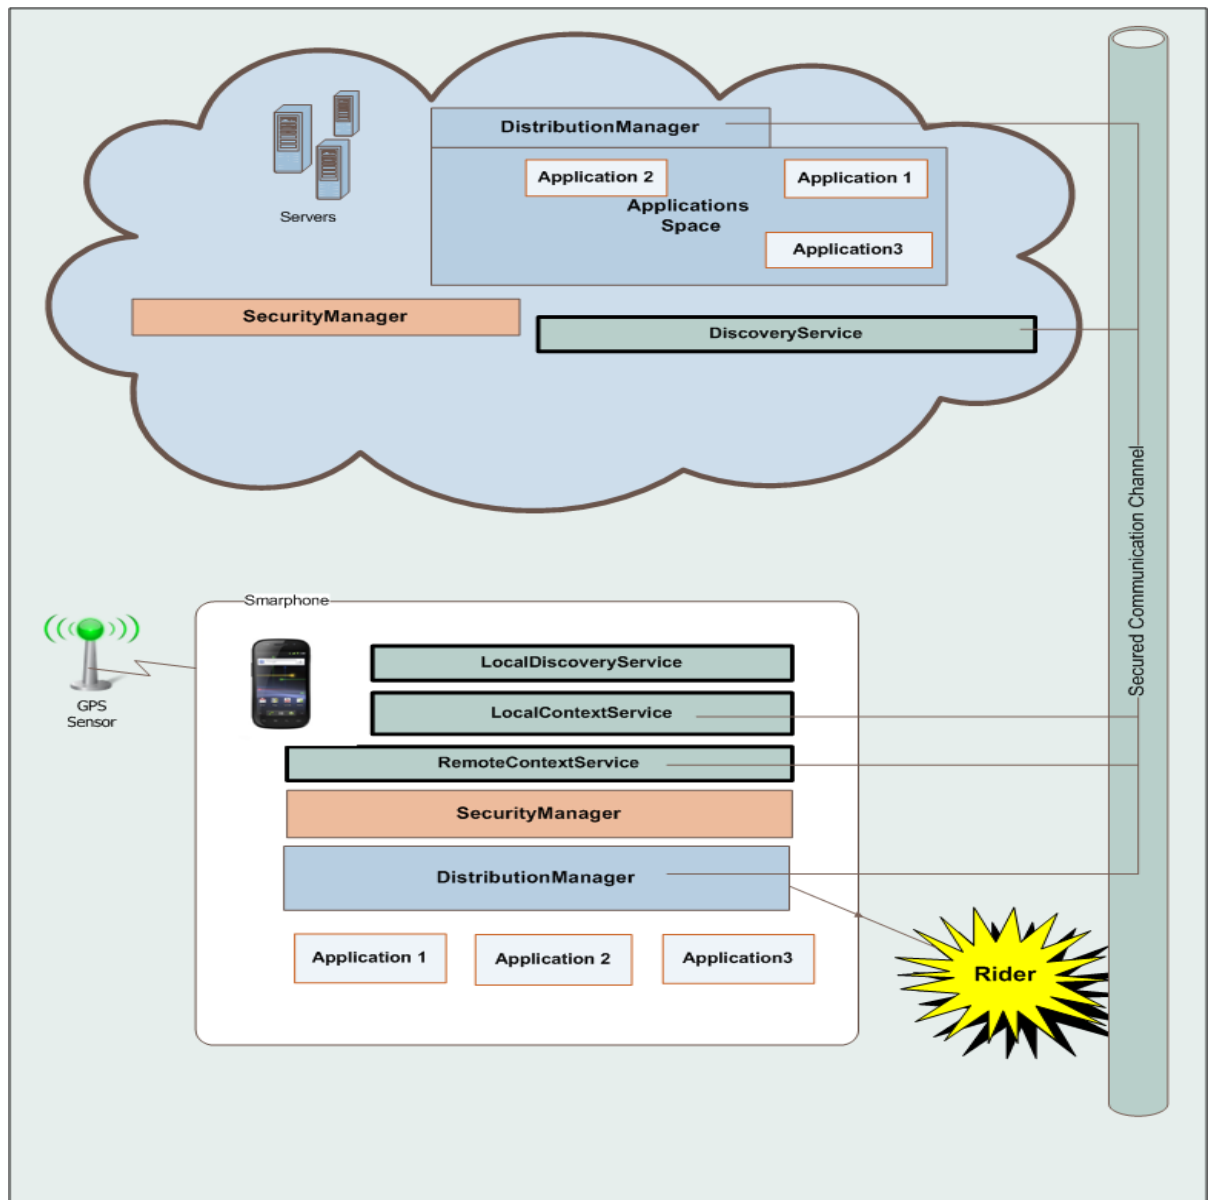 DistributionManager
Application 2
Application 1
Applications
Space
Application3
Servers
SecurityManager
DiscoveryService
Secured Communication Channel
Smarphone
GPS
Sensor
LocalDiscoveryService
LocalContextService
RemoteContextService
SecurityManager
DistributionManager
Application 1
Application 2
Application3
Rider